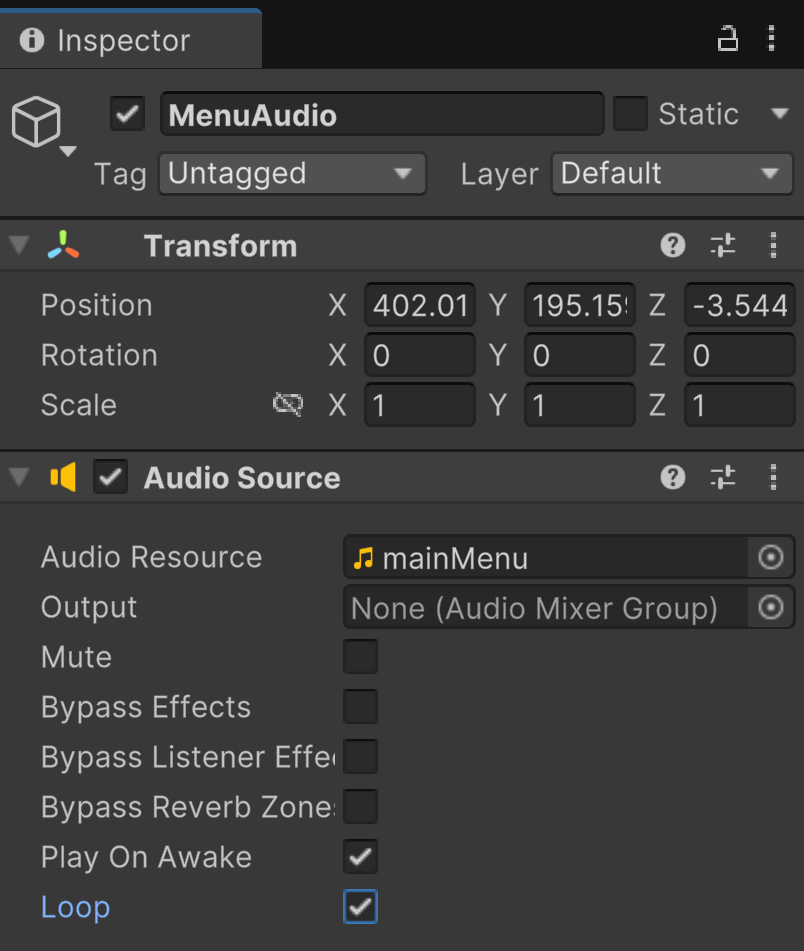 Inspector
MenuAudio Static
Tag Untagged Layer Default
Transform
Position X 402.01 Y 195.159 Z -3.544
Rotation X 0 Y 0 Z 0
Scale X 1 Y 1 Z 1
Audio Source
Audio Resource mainMenu
Output None (Audio Mixer Group)
Mute
Bypass Effects
Bypass Listener Effe
Bypass Reverb Zone
Play On Awake
Loop